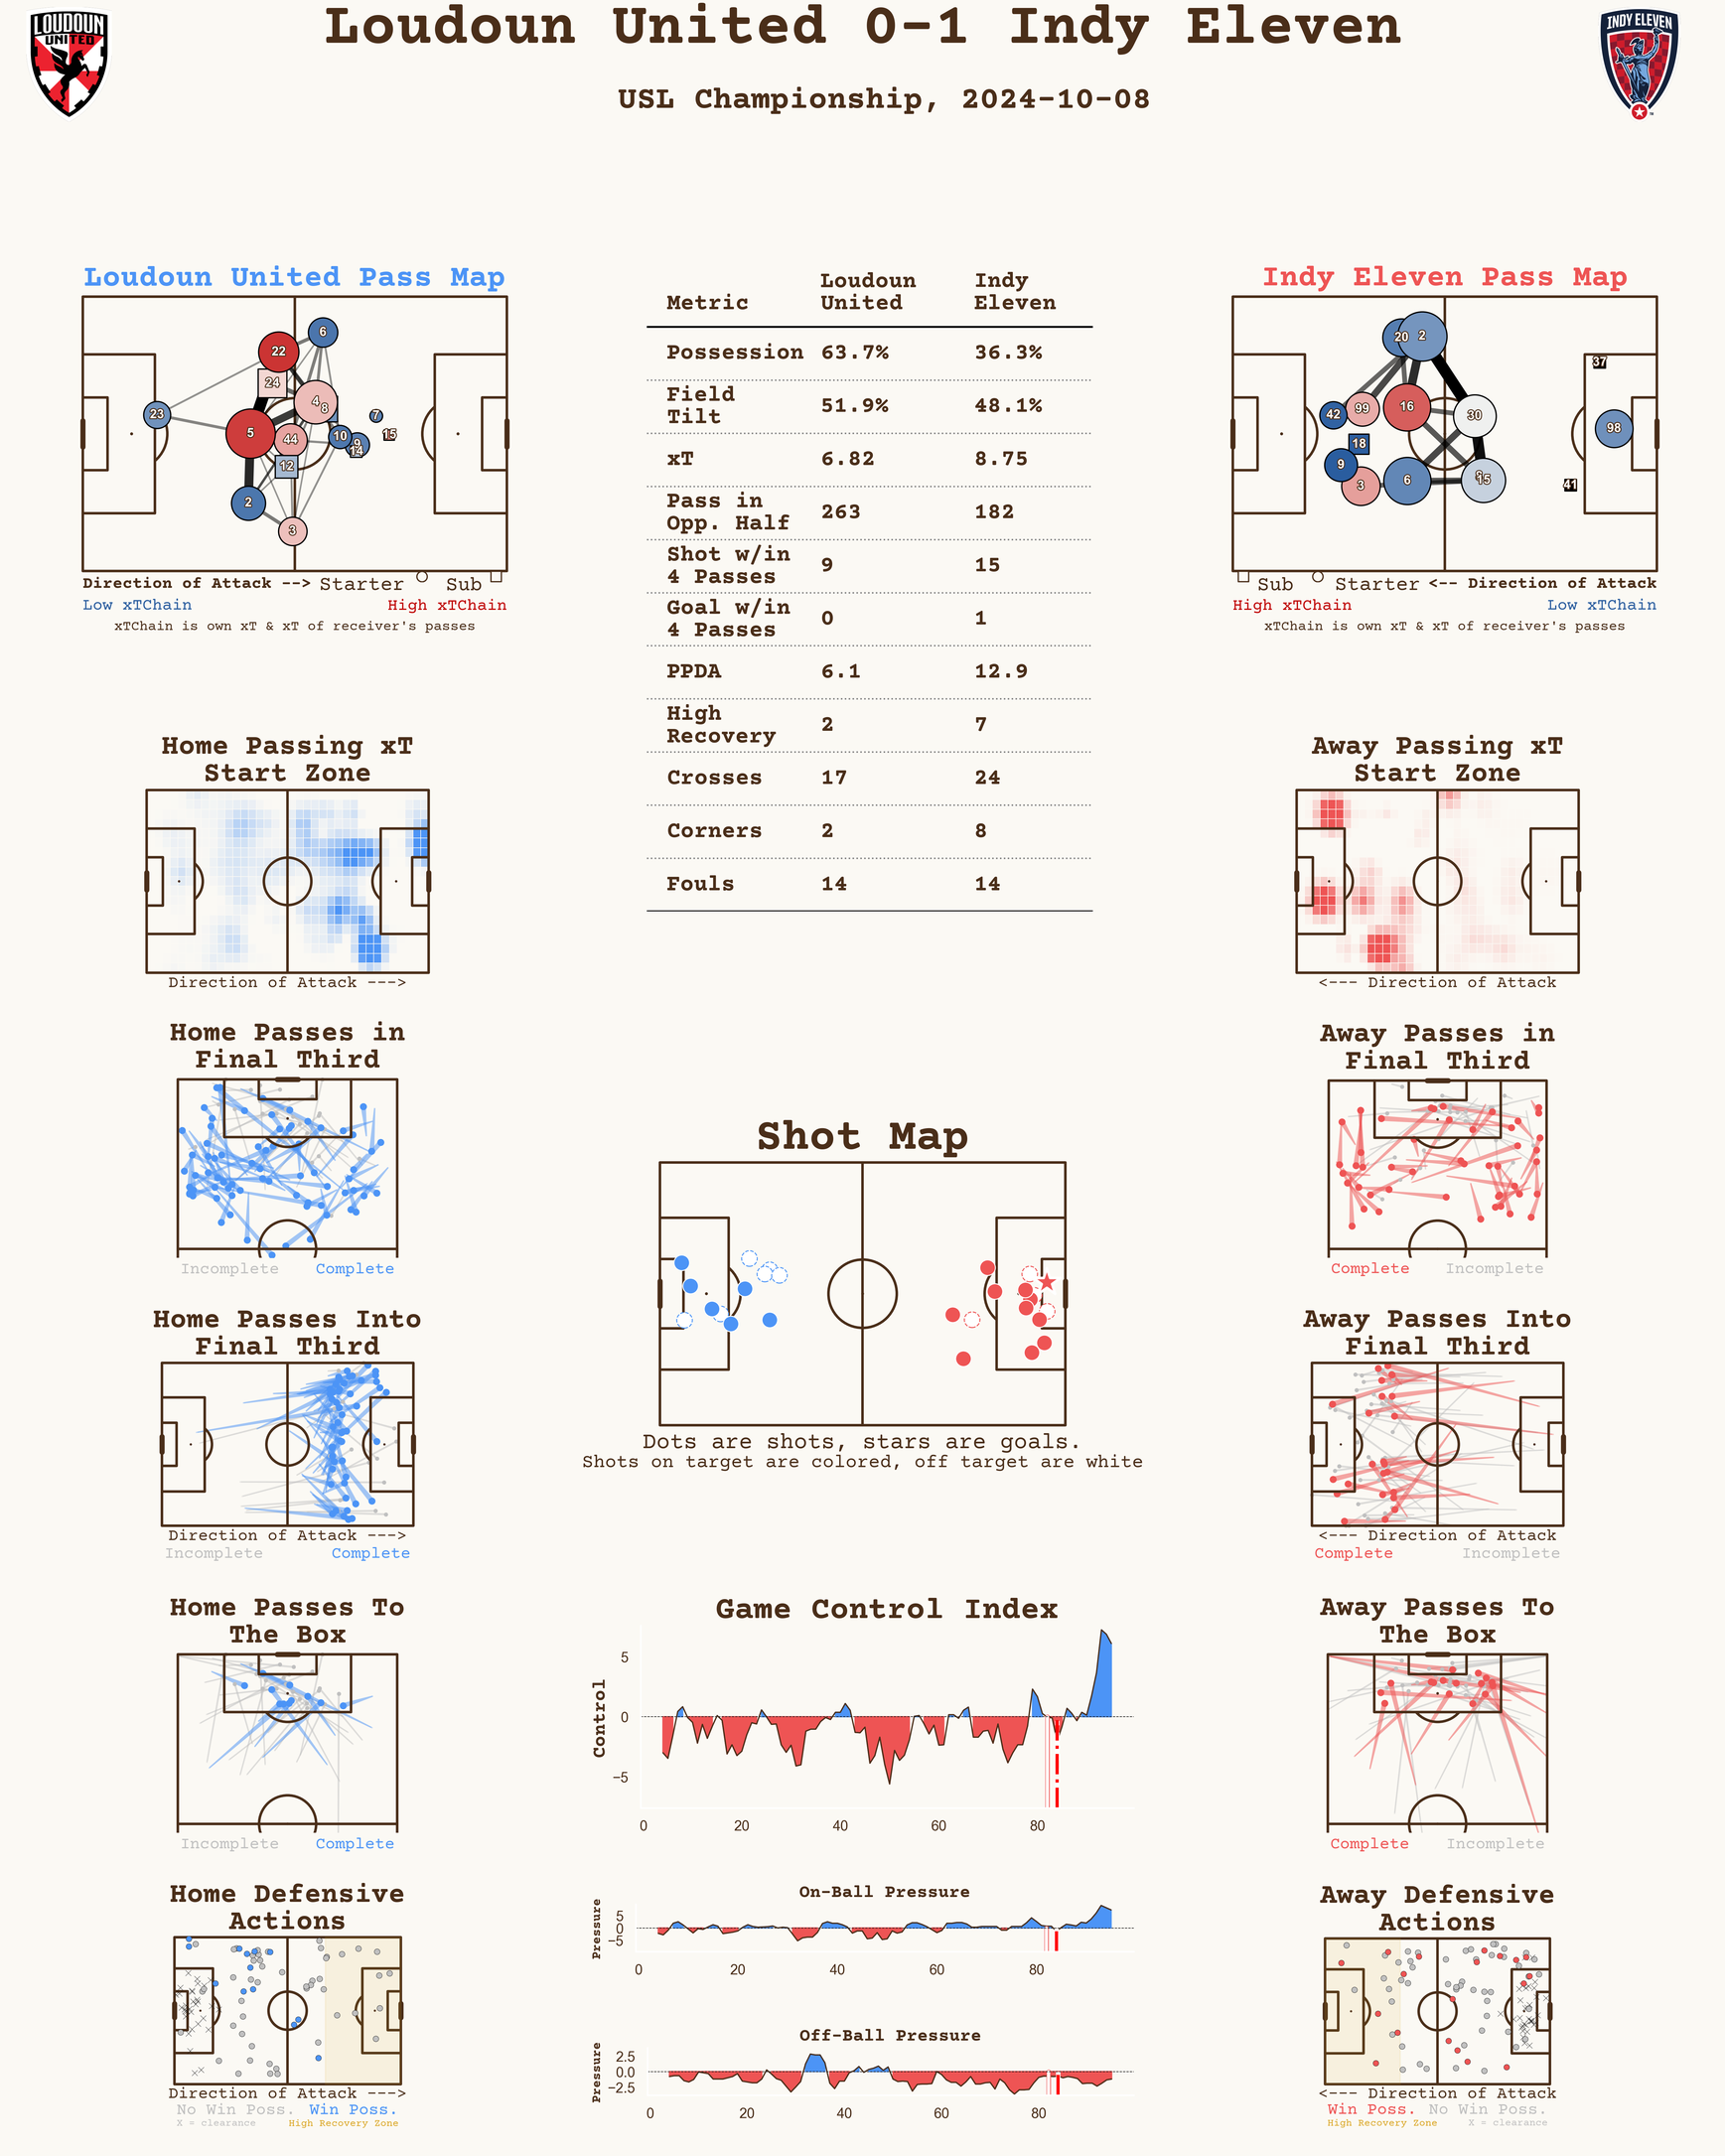 Loudoun United 0-1 Indy Eleven
USL Championship, 2024-10-08
LOUDOUN
UNITED
INDY ELEVEN
Loudoun United Pass Map
23
22
6
24
4
8
7
5
44
10
9
14
15
12
2
3
Direction of Attack --> Starter Sub
Low xTChain High xTChain
xTChain is own xT & xT of receiver's passes
Metric Loudoun United Indy Eleven
Possession 63.7% 36.3%
Field Tilt 51.9% 48.1%
xT 6.82 8.75
Pass in Opp. Half 263 182
Shot w/in 4 Passes 9 15
Goal w/in 4 Passes 0 1
PPDA 6.1 12.9
High Recovery 2 7
Crosses 17 24
Corners 2 8
Fouls 14 14
Indy Eleven Pass Map
20
2
37
42
99
16
30
98
18
9
3
6
15
41
Sub Starter <-- Direction of Attack
High xTChain Low xTChain
xTChain is own xT & xT of receiver's passes
Home Passing xT
Start Zone
Direction of Attack --->
Away Passing xT
Start Zone
<--- Direction of Attack
Home Passes in
Final Third
Incomplete Complete
Away Passes in
Final Third
Complete Incomplete
Shot Map
Dots are shots, stars are goals.
Shots on target are colored, off target are white
Home Passes Into
Final Third
Direction of Attack --->
Incomplete Complete
Away Passes Into
Final Third
<--- Direction of Attack
Complete Incomplete
Home Passes To
The Box
Incomplete Complete
Game Control Index
Control
5
0
−5
0 20 40 60 80
Away Passes To
The Box
Complete Incomplete
Home Defensive
Actions
Direction of Attack --->
No Win Poss. Win Poss.
X = clearance High Recovery Zone
On-Ball Pressure
Pressure
5
0
−5
0 20 40 60 80
Off-Ball Pressure
Pressure
2.5
0.0
−2.5
0 20 40 60 80
Away Defensive
Actions
<--- Direction of Attack
Win Poss. No Win Poss.
High Recovery Zone X = clearance